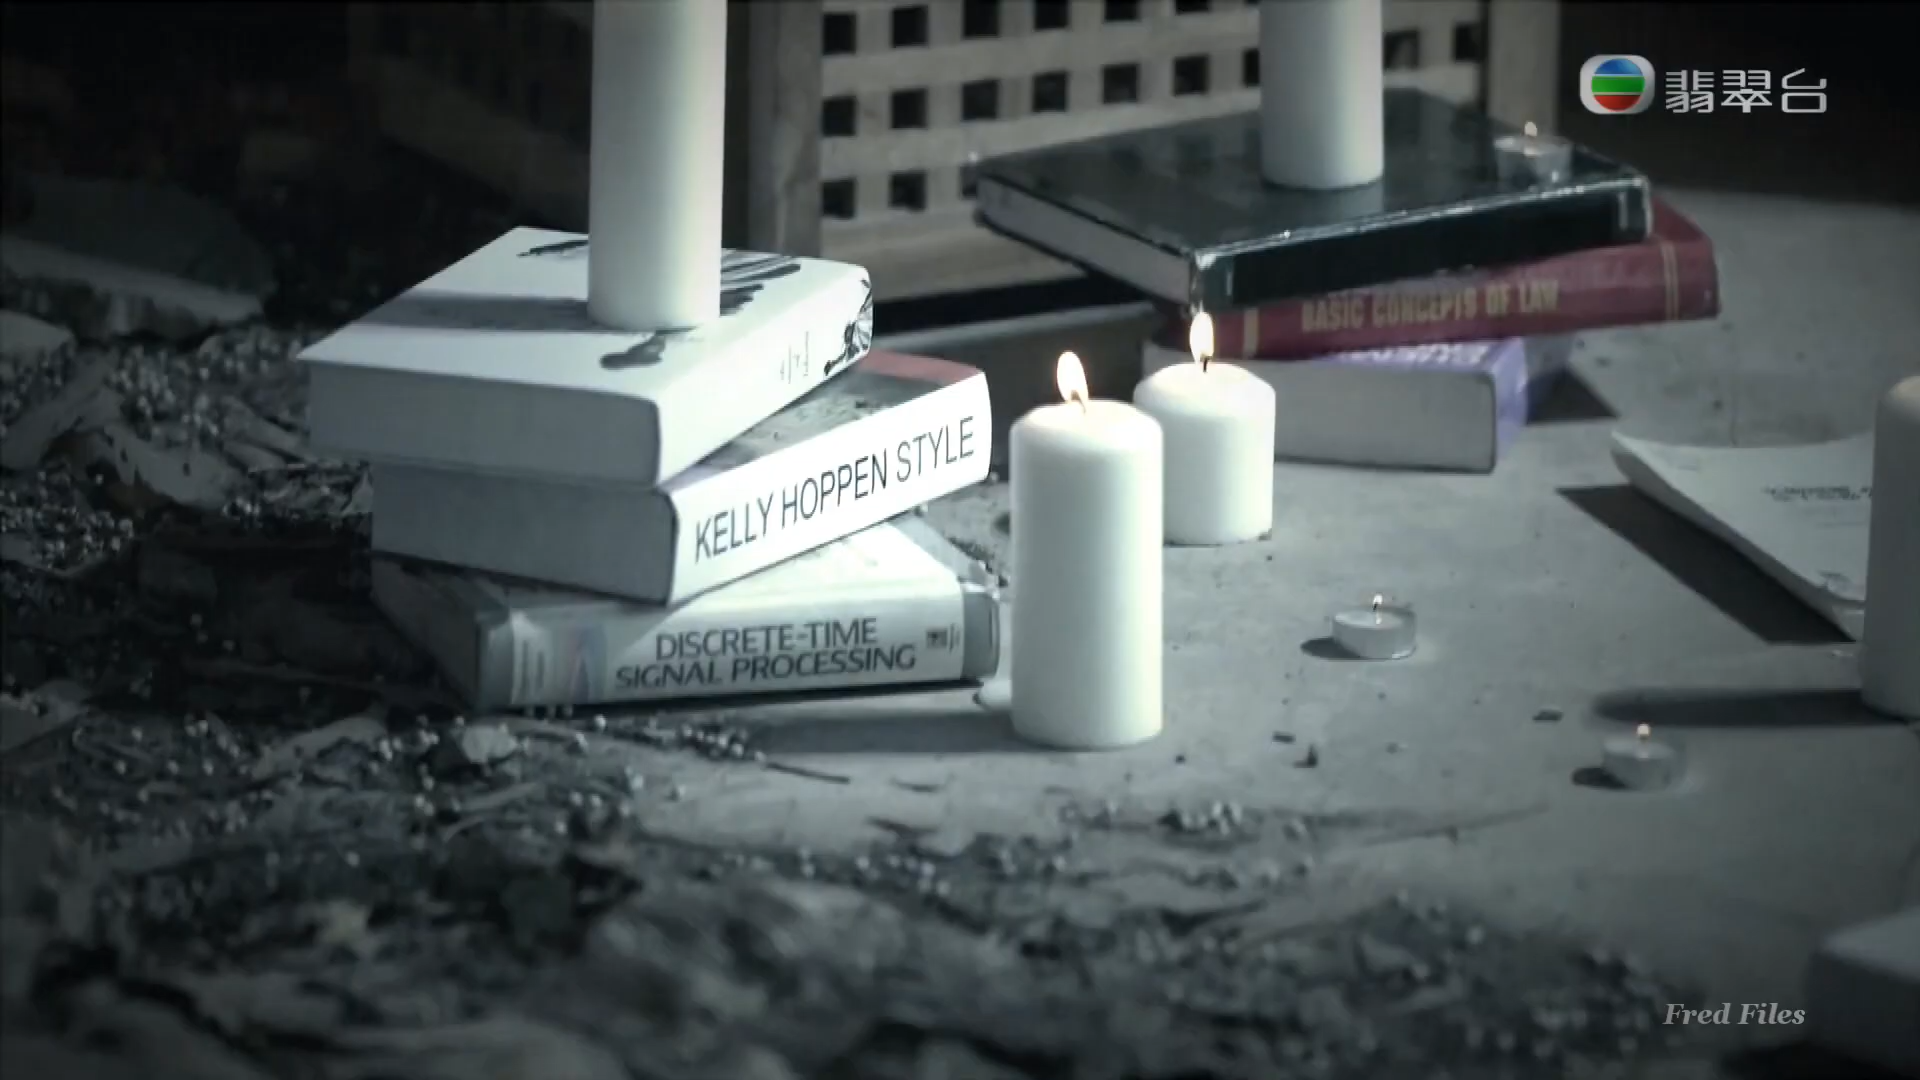 翡翠台
BASIC CONCEPTS OF LAW
KELLY HOPPEN STYLE
DISCRETE-TIME
SIGNAL PROCESSING
Fred Files